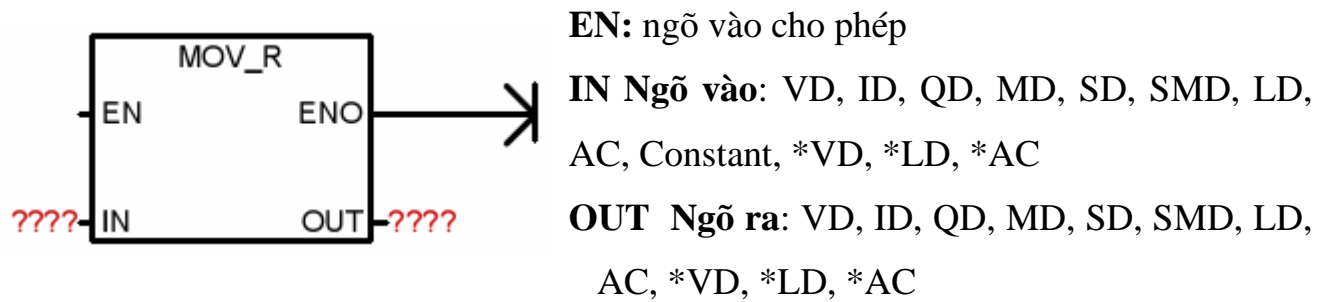 MOV_R
EN ENO
???? IN OUT ????
EN: ngõ vào cho phép
IN Ngõ vào: VD, ID, QD, MD, SD, SMD, LD,
AC, Constant, *VD, *LD, *AC
OUT Ngõ ra: VD, ID, QD, MD, SD, SMD, LD,
AC, *VD, *LD, *AC